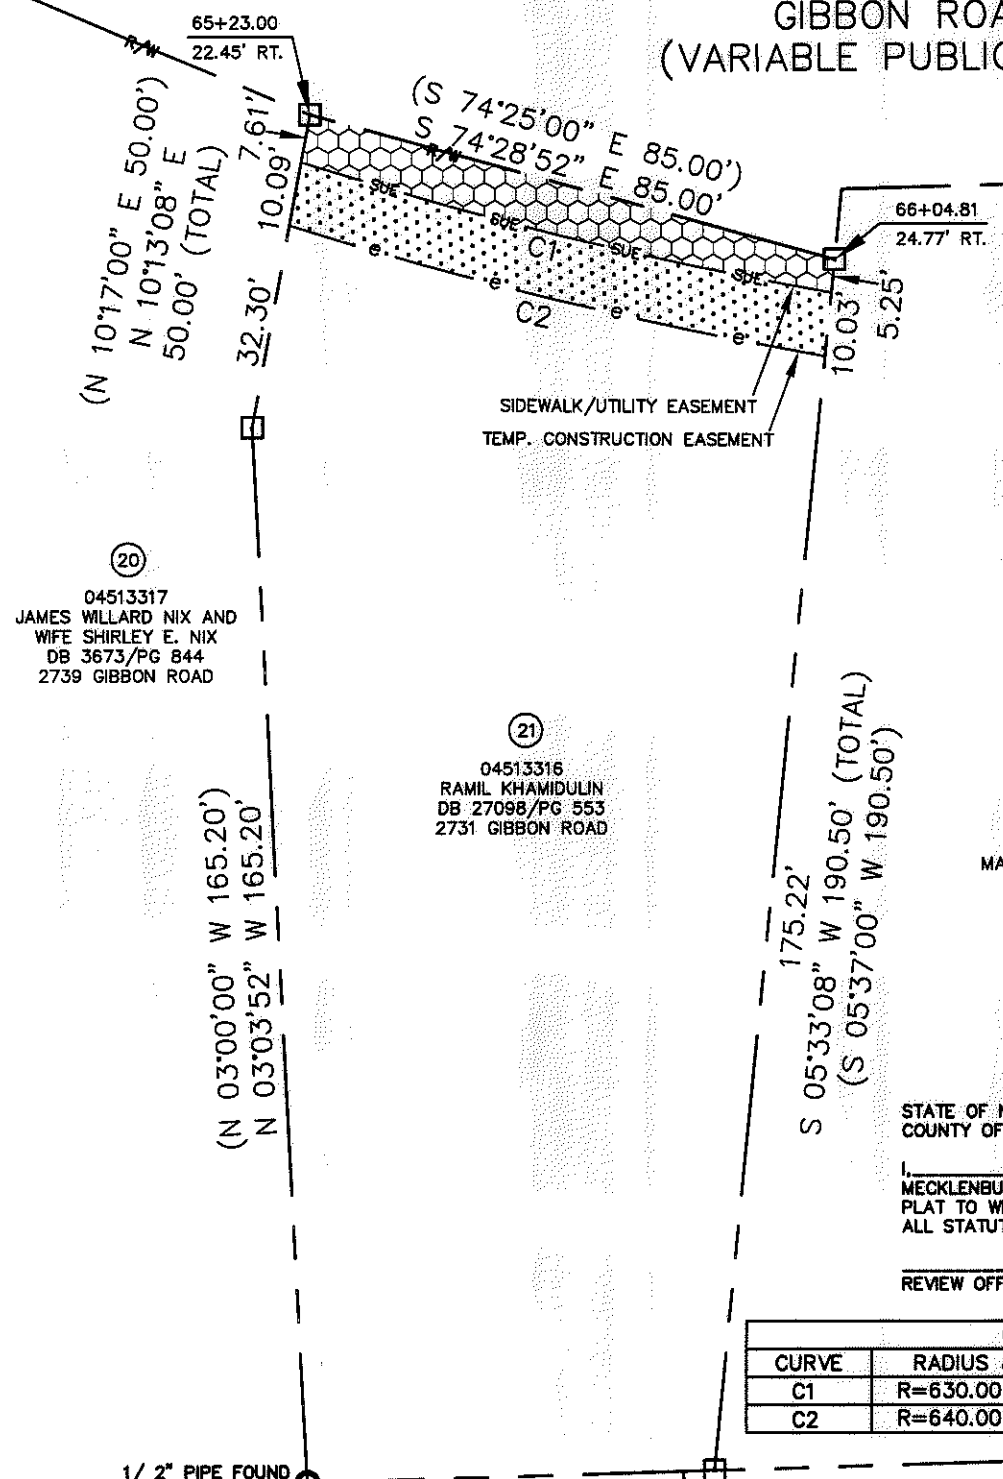 GIBBON ROA
(VARIABLE PUBLIC
65+23.00
22.45' RT.
R/W
(N 10°17'00" E 50.00')
N 10°13'08" E
50.00' (TOTAL)
7.61'
10.09'
32.30'
(S 74°25'00" E 85.00')
S 74°28'52" E 85.00'
R/W
SUE
SUE
SUE
SUE
C1
e
e
e
e
C2
66+04.81
24.77' RT.
10.03'
5.25'
SIDEWALK/UTILITY EASEMENT
TEMP. CONSTRUCTION EASEMENT
20
04513317
JAMES WILLARD NIX AND
WIFE SHIRLEY E. NIX
DB 3673/PG 844
2739 GIBBON ROAD
21
04513316
RAMIL KHAMIDULIN
DB 27098/PG 553
2731 GIBBON ROAD
(N 03°00'00" W 165.20')
N 03°03'52" W 165.20'
175.22'
S 05°33'08" W 190.50' (TOTAL)
(S 05°37'00" W 190.50')
MA
STATE OF N
COUNTY OF
I,
MECKLENBU
PLAT TO W
ALL STATUT
REVIEW OFF
CURVE RADIUS
C1 R=630.00
C2 R=640.00
1/ 2" PIPE FOUND